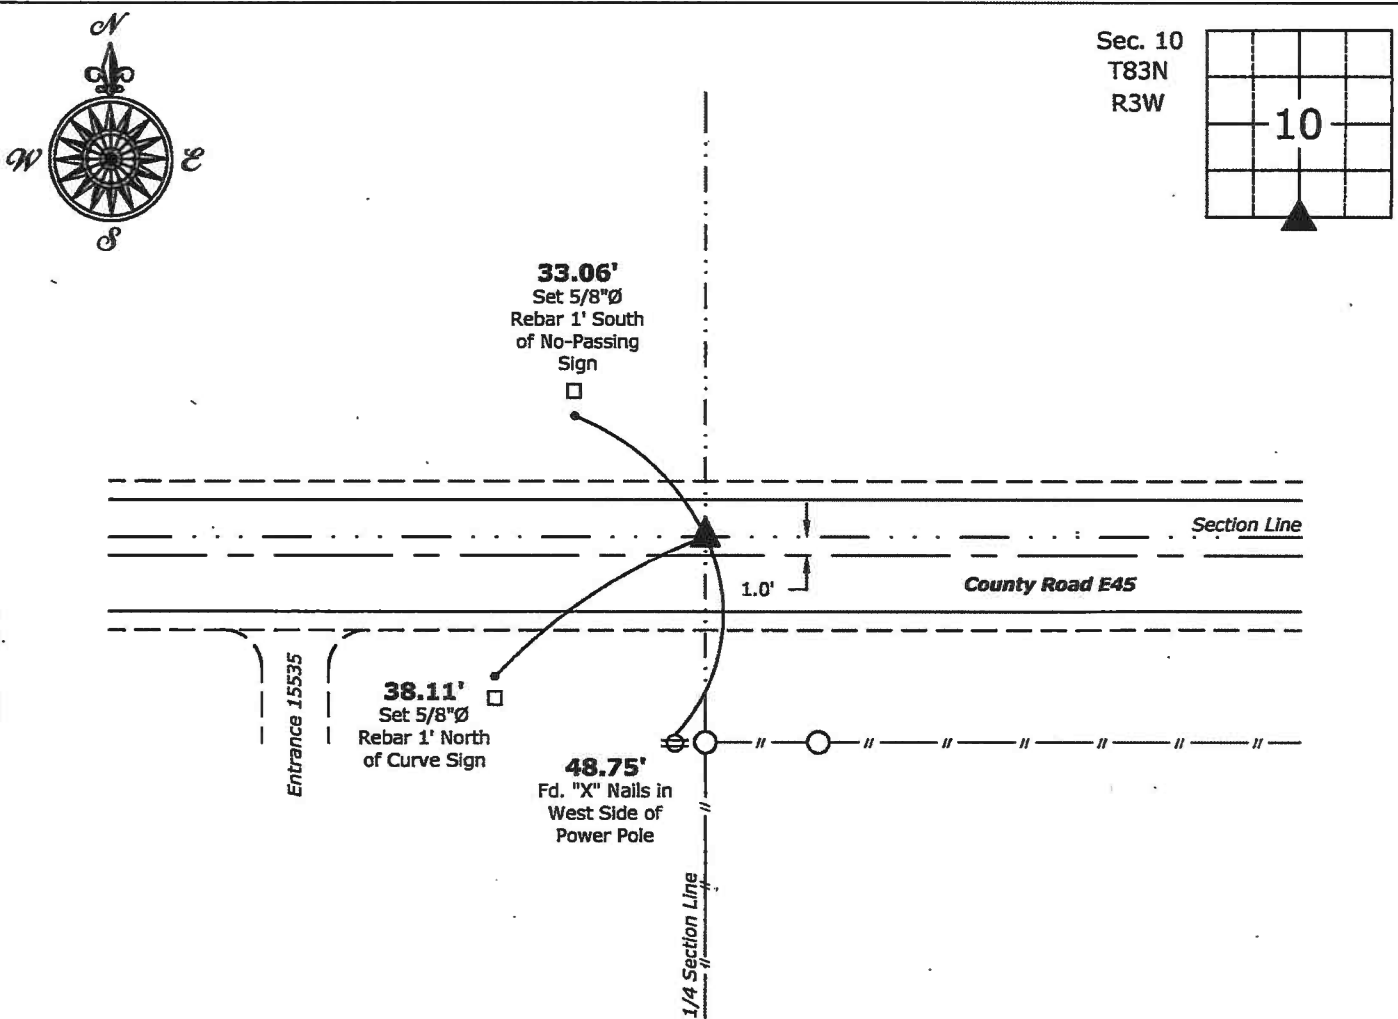 N
W
E
S
Sec. 10
T83N
R3W
10
33.06'
Set 5/8"Ø
Rebar 1' South
of No-Passing
Sign
Section Line
1.0'
County Road E45
Entrance 15535
38.11'
Set 5/8"Ø
Rebar 1' North
of Curve Sign
48.75'
Fd. "X" Nails in
West Side of
Power Pole
1/4 Section Line